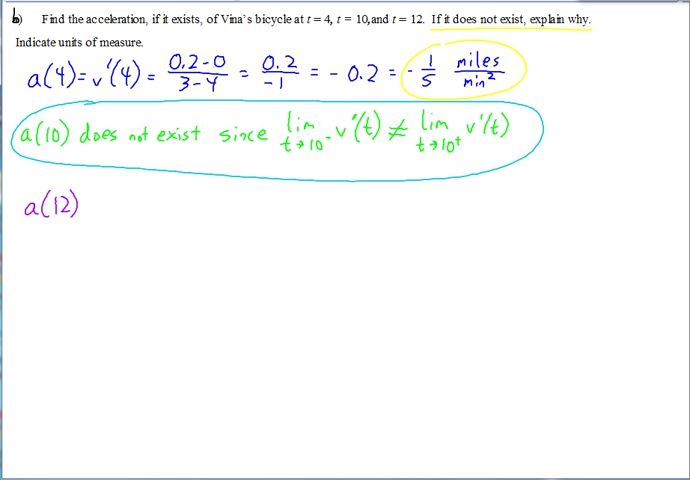 b) Find the acceleration, if it exists, of Vina's bicycle at t = 4, t = 10, and t = 12. If it does not exist, explain why.
Indicate units of measure.
a(4) = v'(4) = (0.2-0)/(3-4) = 0.2/-1 = -0.2 = -1/5 miles/min²
a(10) does not exist since lim t→10⁻ v'(t) ≠ lim t→10⁺ v'(t)
a(12)